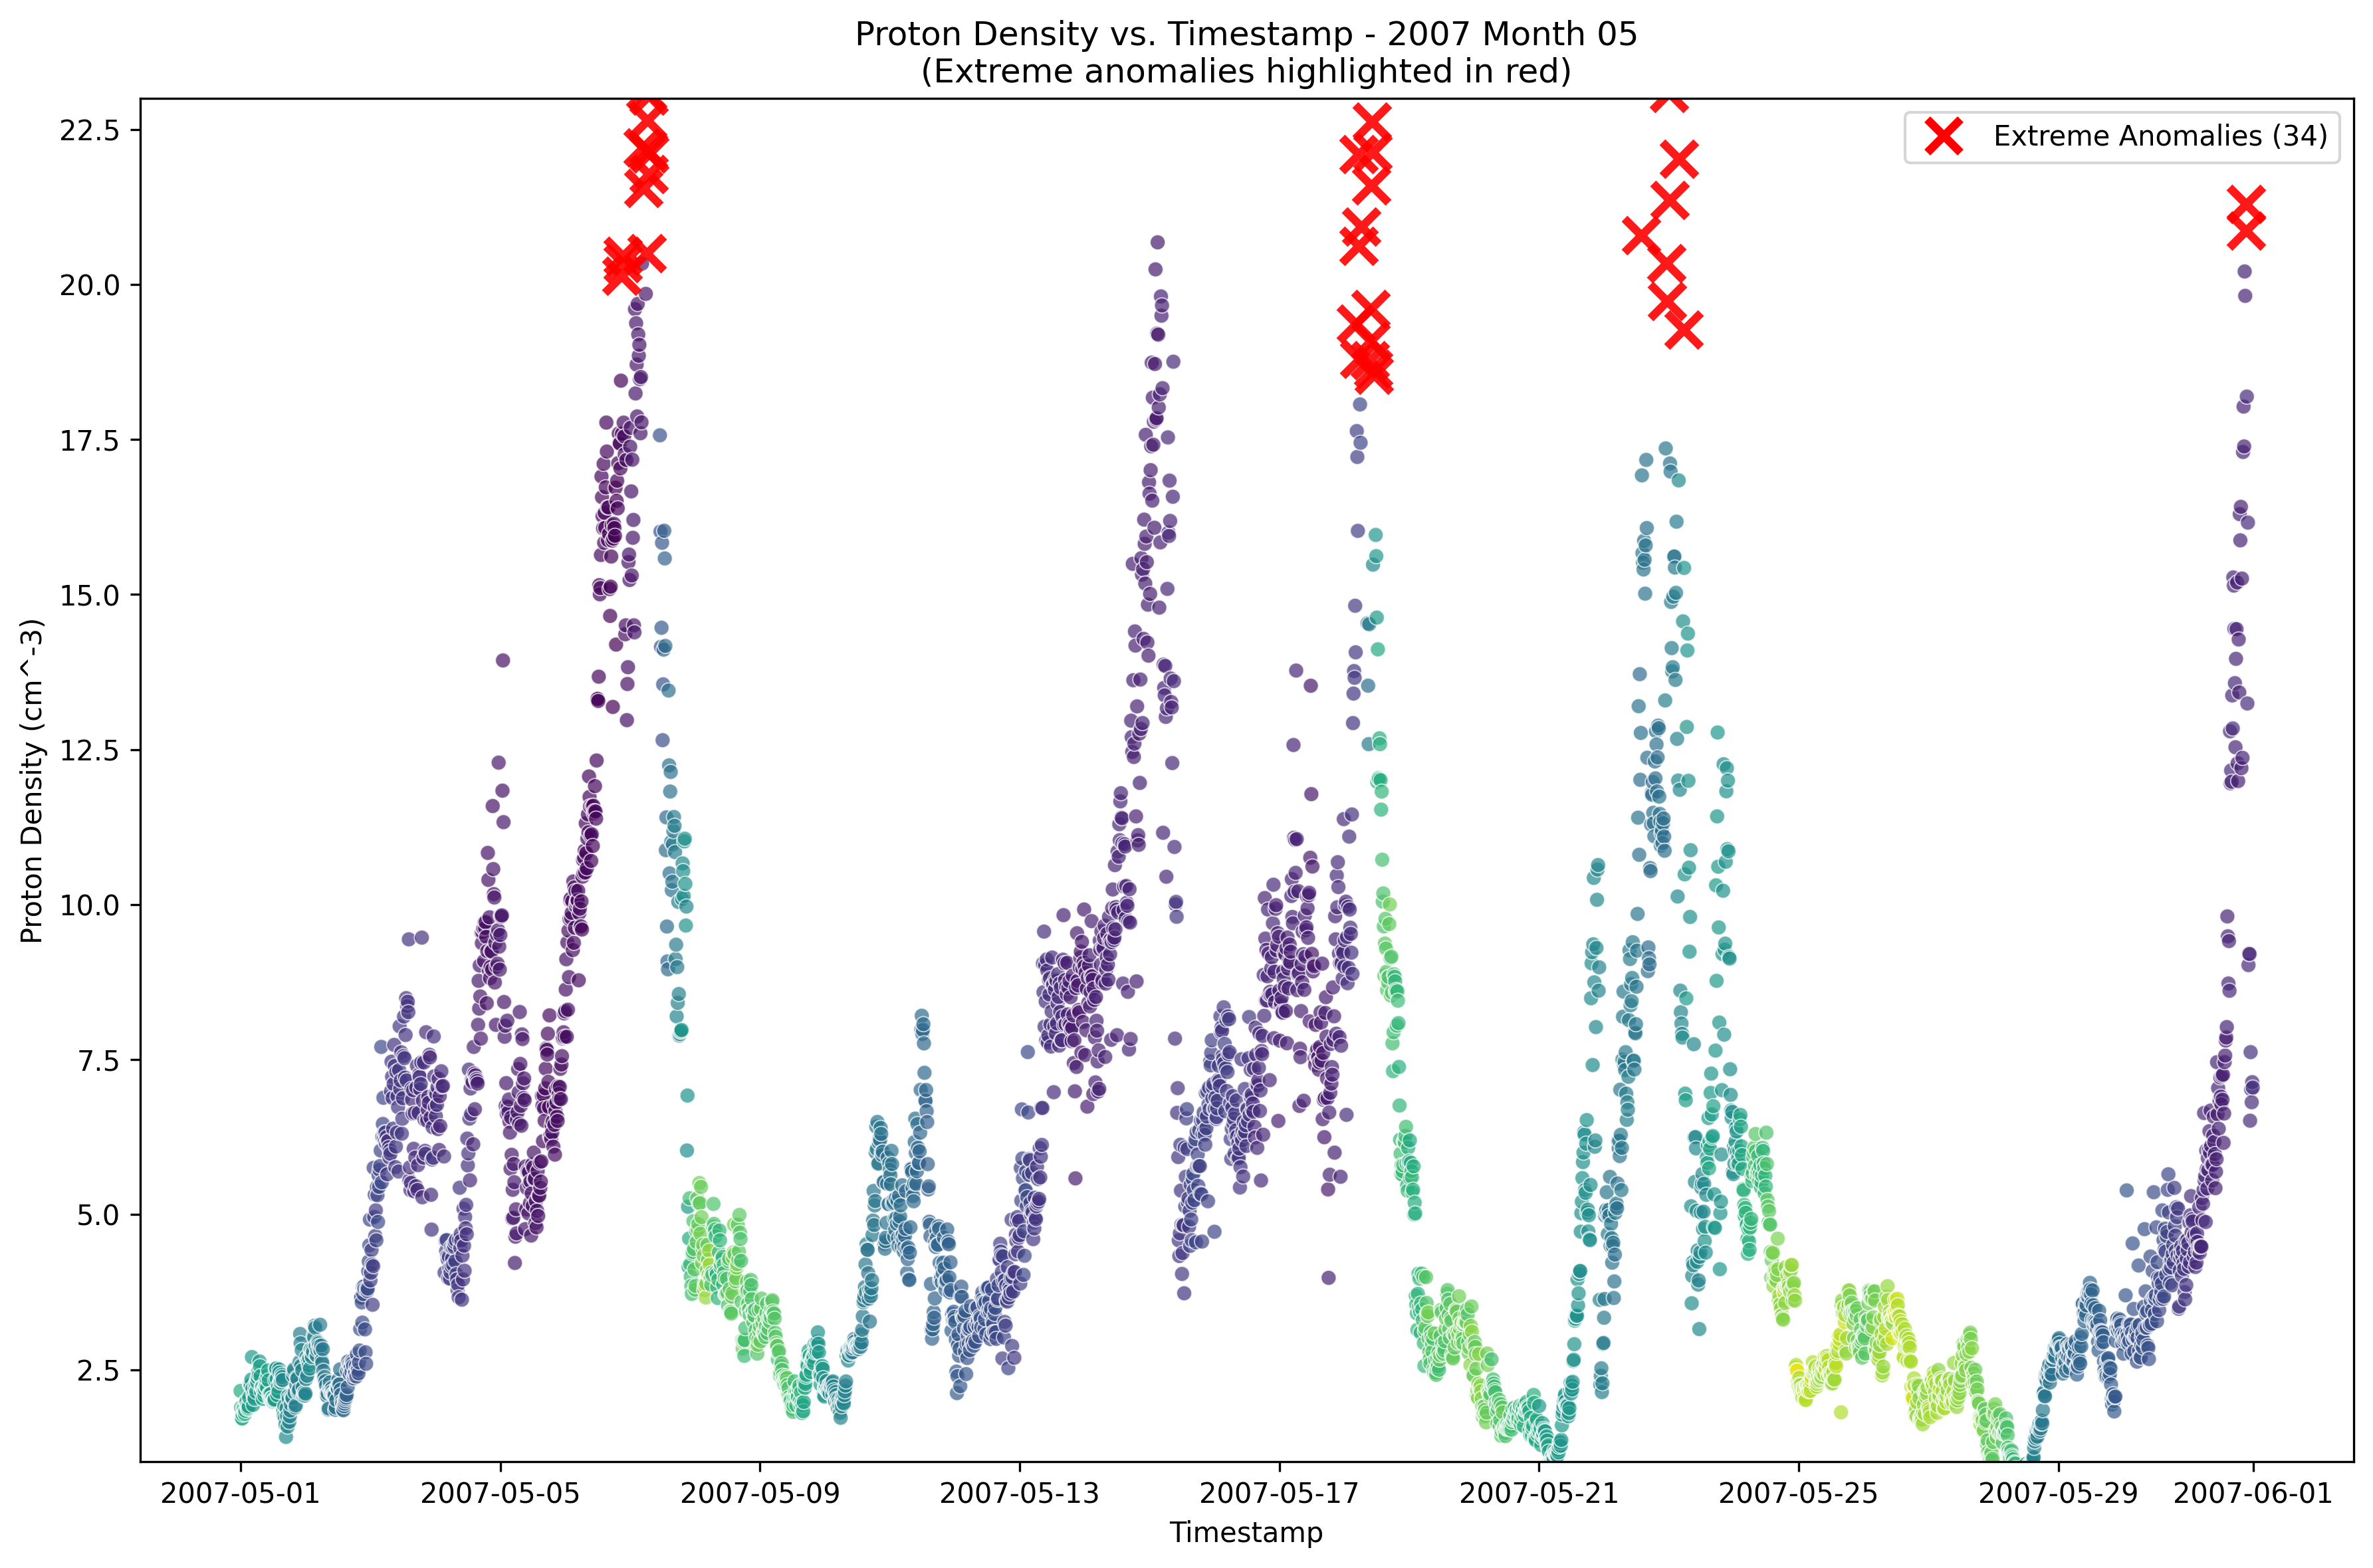 Proton Density vs. Timestamp - 2007 Month 05
(Extreme anomalies highlighted in red)
Extreme Anomalies (34)
Proton Density (cm^-3)
22.5
20.0
17.5
15.0
12.5
10.0
7.5
5.0
2.5
2007-05-01 2007-05-05 2007-05-09 2007-05-13 2007-05-17 2007-05-21 2007-05-25 2007-05-29 2007-06-01
Timestamp